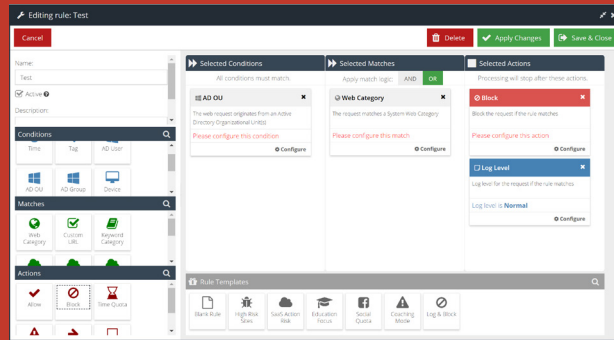 Editing rule: Test
Cancel
Delete
Apply Changes
Save & Close
Name:
Test
Active
Description:
Conditions
Time
Tag
AD User
AD OU
AD Group
Device
Matches
Web Category
Custom URL
Keyword Category
Actions
Allow
Block
Time Quota
Selected Conditions
All conditions must match.
AD OU
The web request originates from an Active
Directory Organizational Unit(s)
Please configure this condition
Configure
Selected Matches
Apply match logic: AND OR
Web Category
The request matches a System Web Category
Please configure this match
Configure
Selected Actions
Processing will stop after these actions.
Block
Block the request if the rule matches
Please configure this action
Configure
Log Level
Log level for the request if the rule matches
Log level is Normal
Configure
Rule Templates
Blank Rule
High Risk Sites
SaaS Action Risk
Education Focus
Social Quota
Coaching Mode
Log & Block